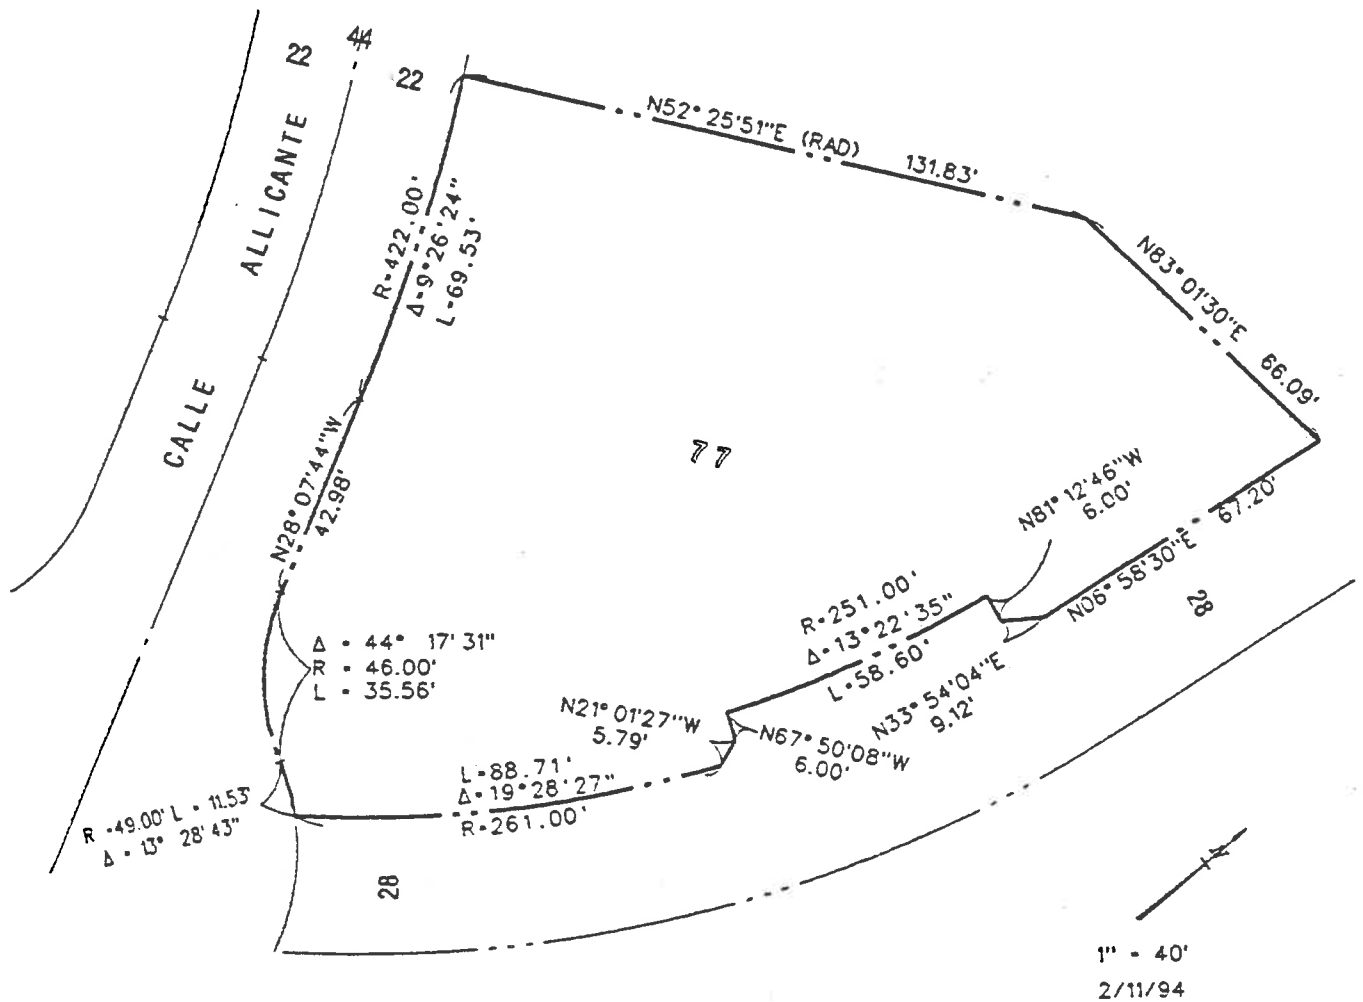 22
44
22
CALLE ALLICANTE
N52° 25'51"E (RAD) 131.83'
R=422.00'
Δ=9°26'24"
L=69.53'
N83° 01'30"E 66.09'
N28° 07'44"W
42.98'
77
N81° 12'46"W
6.00'
N06° 58'30"E 67.20'
28
R=251.00'
Δ=13°22'35"
L=58.60'
Δ = 44° 17'31"
R = 46.00'
L = 35.56'
N33° 54'04"E
9.12'
N21° 01'27"W
5.79'
N67° 50'08"W
6.00'
L=88.71'
Δ=19°28'27"
R=261.00'
R =49.00' L = 11.53'
Δ = 13° 28'43"
28
N
1" = 40'
2/11/94